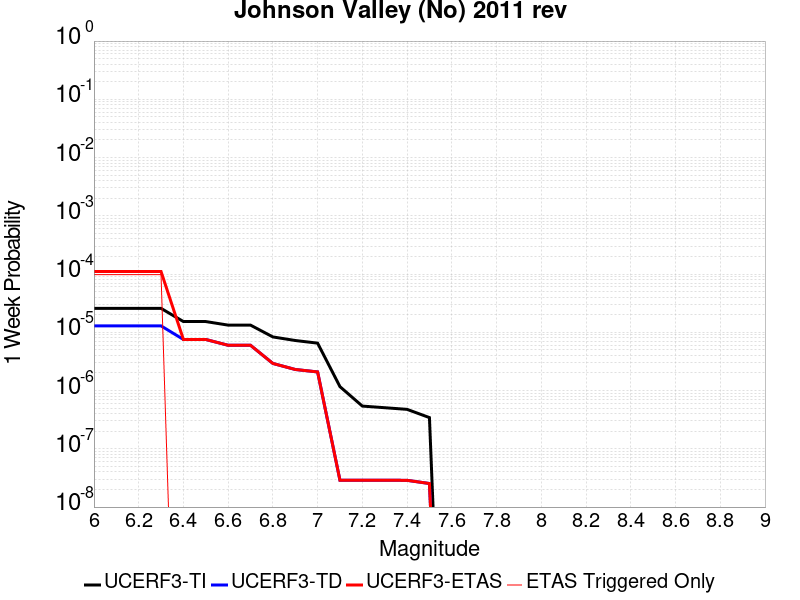 Johnson Valley (No) 2011 rev
1 Week Probability
10^0
10^-1
10^-2
10^-3
10^-4
10^-5
10^-6
10^-7
10^-8
6 6.2 6.4 6.6 6.8 7 7.2 7.4 7.6 7.8 8 8.2 8.4 8.6 8.8 9
Magnitude
UCERF3-TI UCERF3-TD UCERF3-ETAS ETAS Triggered Only